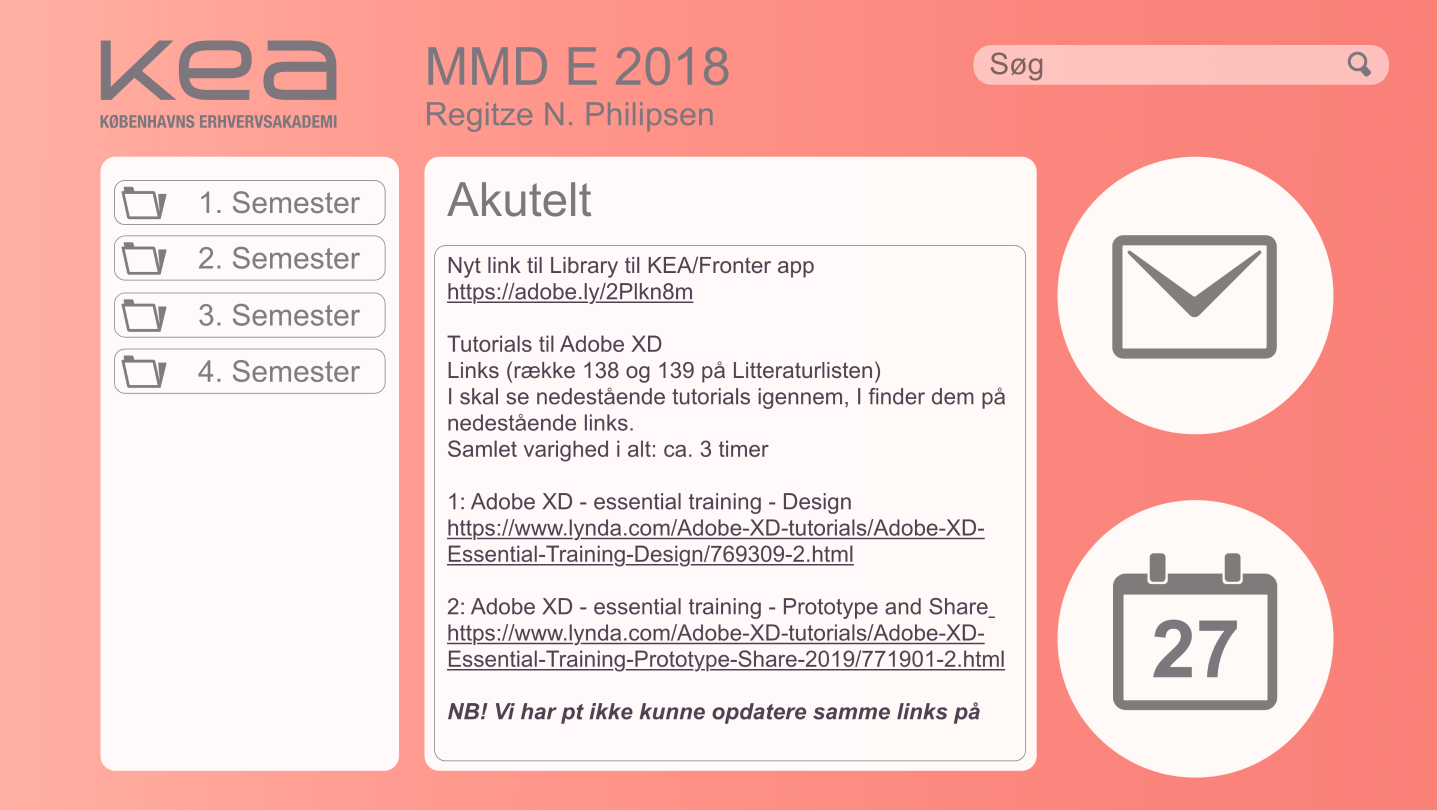 kea
KØBENHAVNS ERHVERVSAKADEMI
MMD E 2018
Regitze N. Philipsen
Søg
1. Semester
2. Semester
3. Semester
4. Semester
Akutelt
Nyt link til Library til KEA/Fronter app
https://adobe.ly/2Plkn8m
Tutorials til Adobe XD
Links (række 138 og 139 på Litteraturlisten)
I skal se nedestående tutorials igennem, I finder dem på
nedestående links.
Samlet varighed i alt: ca. 3 timer
1: Adobe XD - essential training - Design
https://www.lynda.com/Adobe-XD-tutorials/Adobe-XD-
Essential-Training-Design/769309-2.html
2: Adobe XD - essential training - Prototype and Share
https://www.lynda.com/Adobe-XD-tutorials/Adobe-XD-
Essential-Training-Prototype-Share-2019/771901-2.html
NB! Vi har pt ikke kunne opdatere samme links på
27